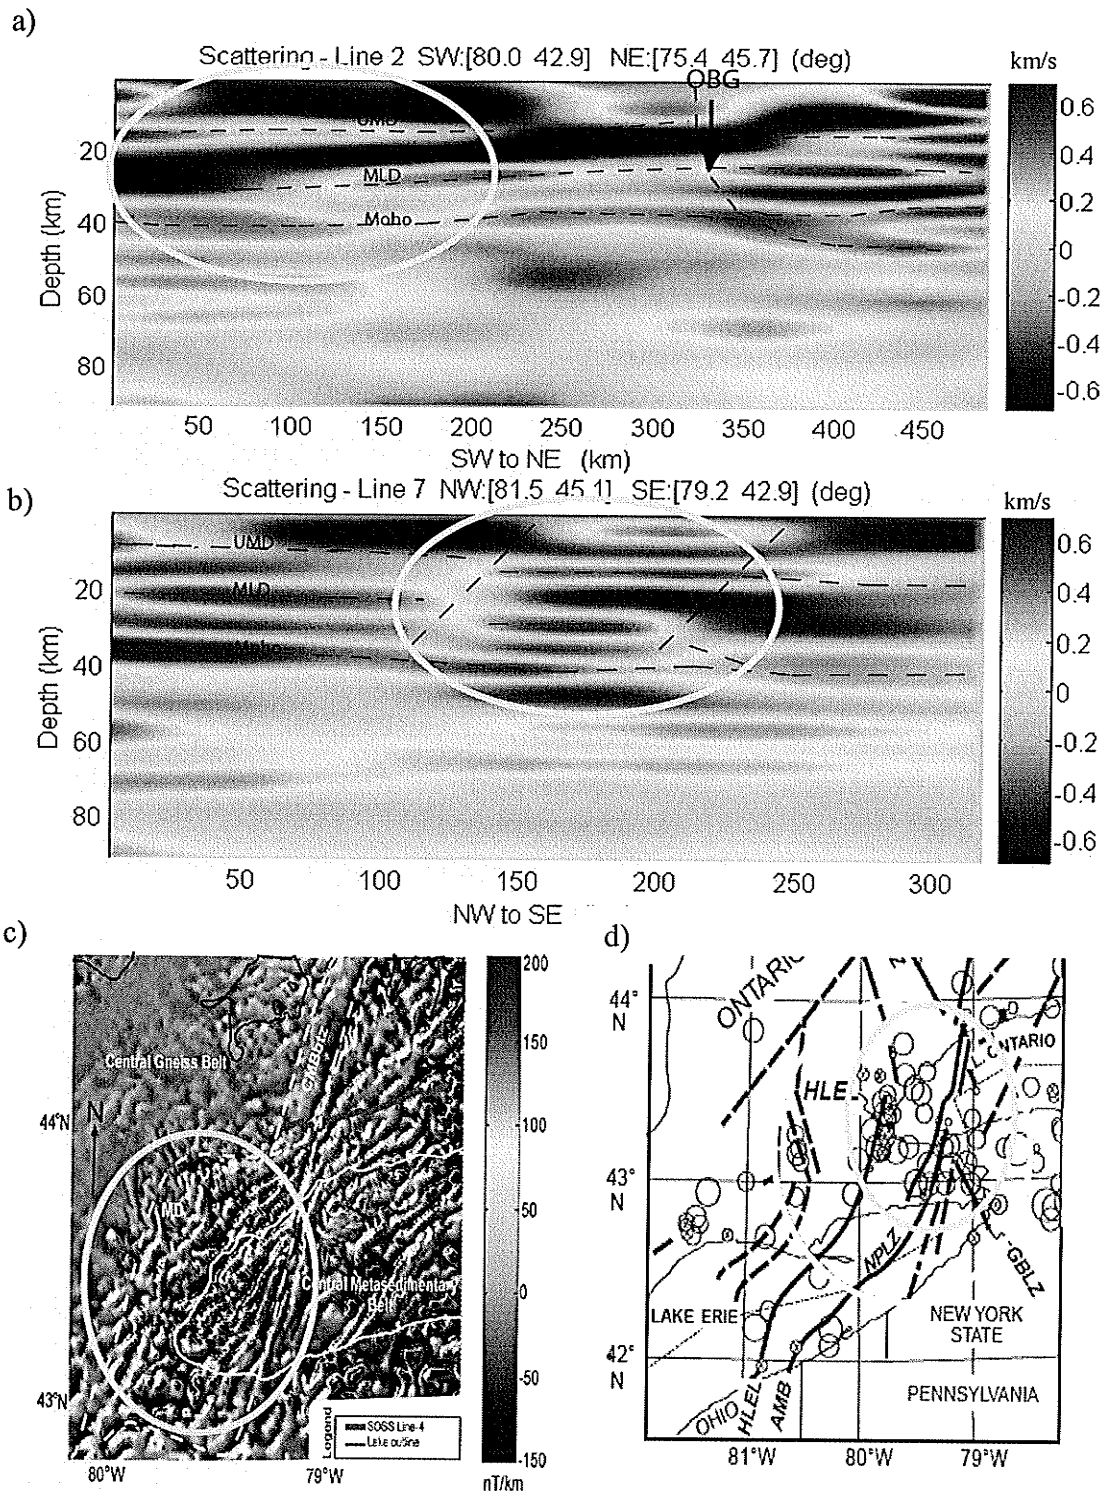 a)
Scattering - Line 2 SW:[80.0 42.9] NE:[75.4 45.7] (deg)
km/s
OBG
UMD
MLD
Moho
20
40
60
80
Depth (km)
50 100 150 200 250 300 350 400 450
SW to NE (km)
0.6
0.4
0.2
0
-0.2
-0.4
-0.6
b)
Scattering - Line 7 NW:[81.5 45.1] SE:[79.2 42.9] (deg)
km/s
UMD
MLD
Moho
20
40
60
80
Depth (km)
50 100 150 200 250 300
NW to SE
0.6
0.4
0.2
0
-0.2
-0.4
-0.6
c)
Central Gneiss Belt
N
44°N
Central Metasedimentary
Belt
43°N
80°W 79°W
Legend
SOSS Line-4
Lake outline
200
150
100
50
0
-50
-150
nT/km
d)
ONTARIO
44°
N
L. ONTARIO
HLE
43°
N
NPLZ
GBLZ
LAKE ERIE
NEW YORK
STATE
42°
N
PENNSYLVANIA
OHIO
HLEL
AMB
81°W 80°W 79°W